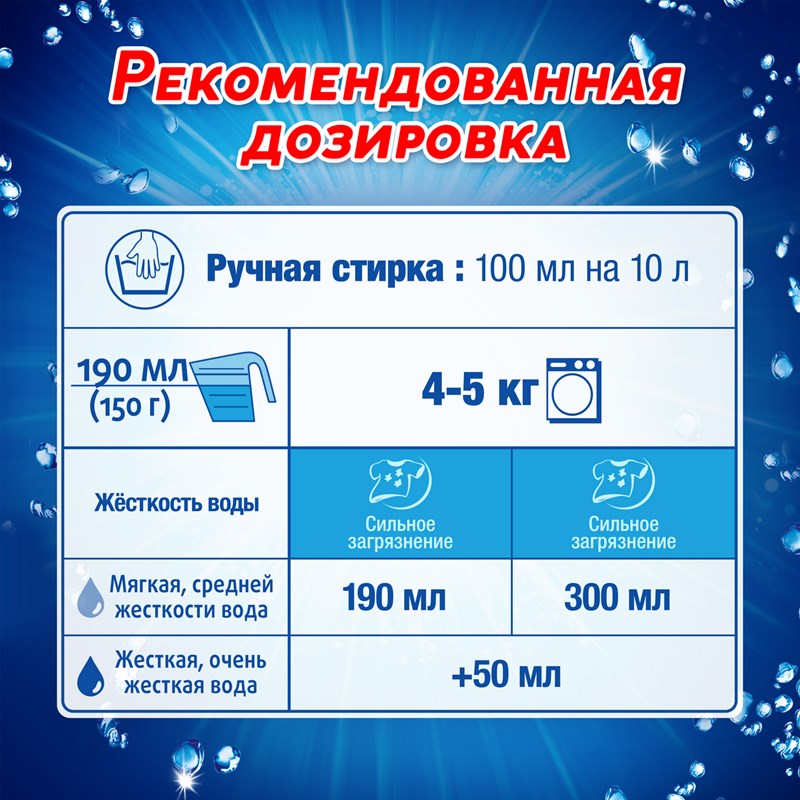 Рекомендованная
дозировка
Ручная стирка : 100 мл на 10 л
190 мл
(150 г)
4-5 кг
Жёсткость воды
Сильное
загрязнение
Сильное
загрязнение
Мягкая, средней
жесткости вода
190 мл
300 мл
Жесткая, очень
жесткая вода
+50 мл